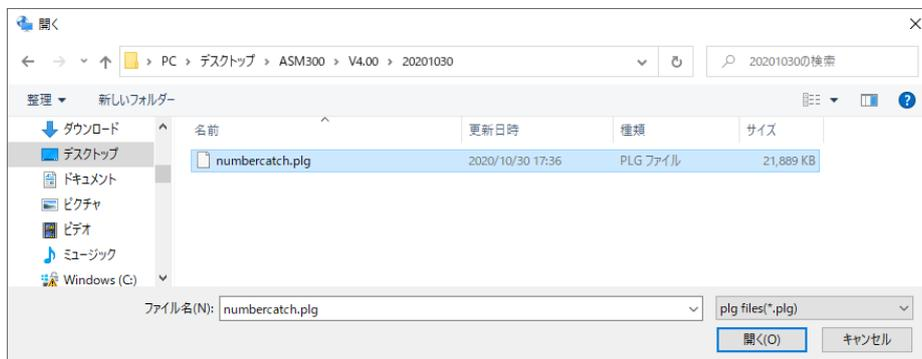 開く
PC › デスクトップ › ASM300 › V4.00 › 20201030
20201030の検索
整理 新しいフォルダー
名前 更新日時 種類 サイズ
numbercatch.plg 2020/10/30 17:36 PLG ファイル 21,889 KB
ダウンロード
デスクトップ
ドキュメント
ピクチャ
ビデオ
ミュージック
Windows (C:)
ファイル名(N): numbercatch.plg plg files(*.plg)
開く(O) キャンセル